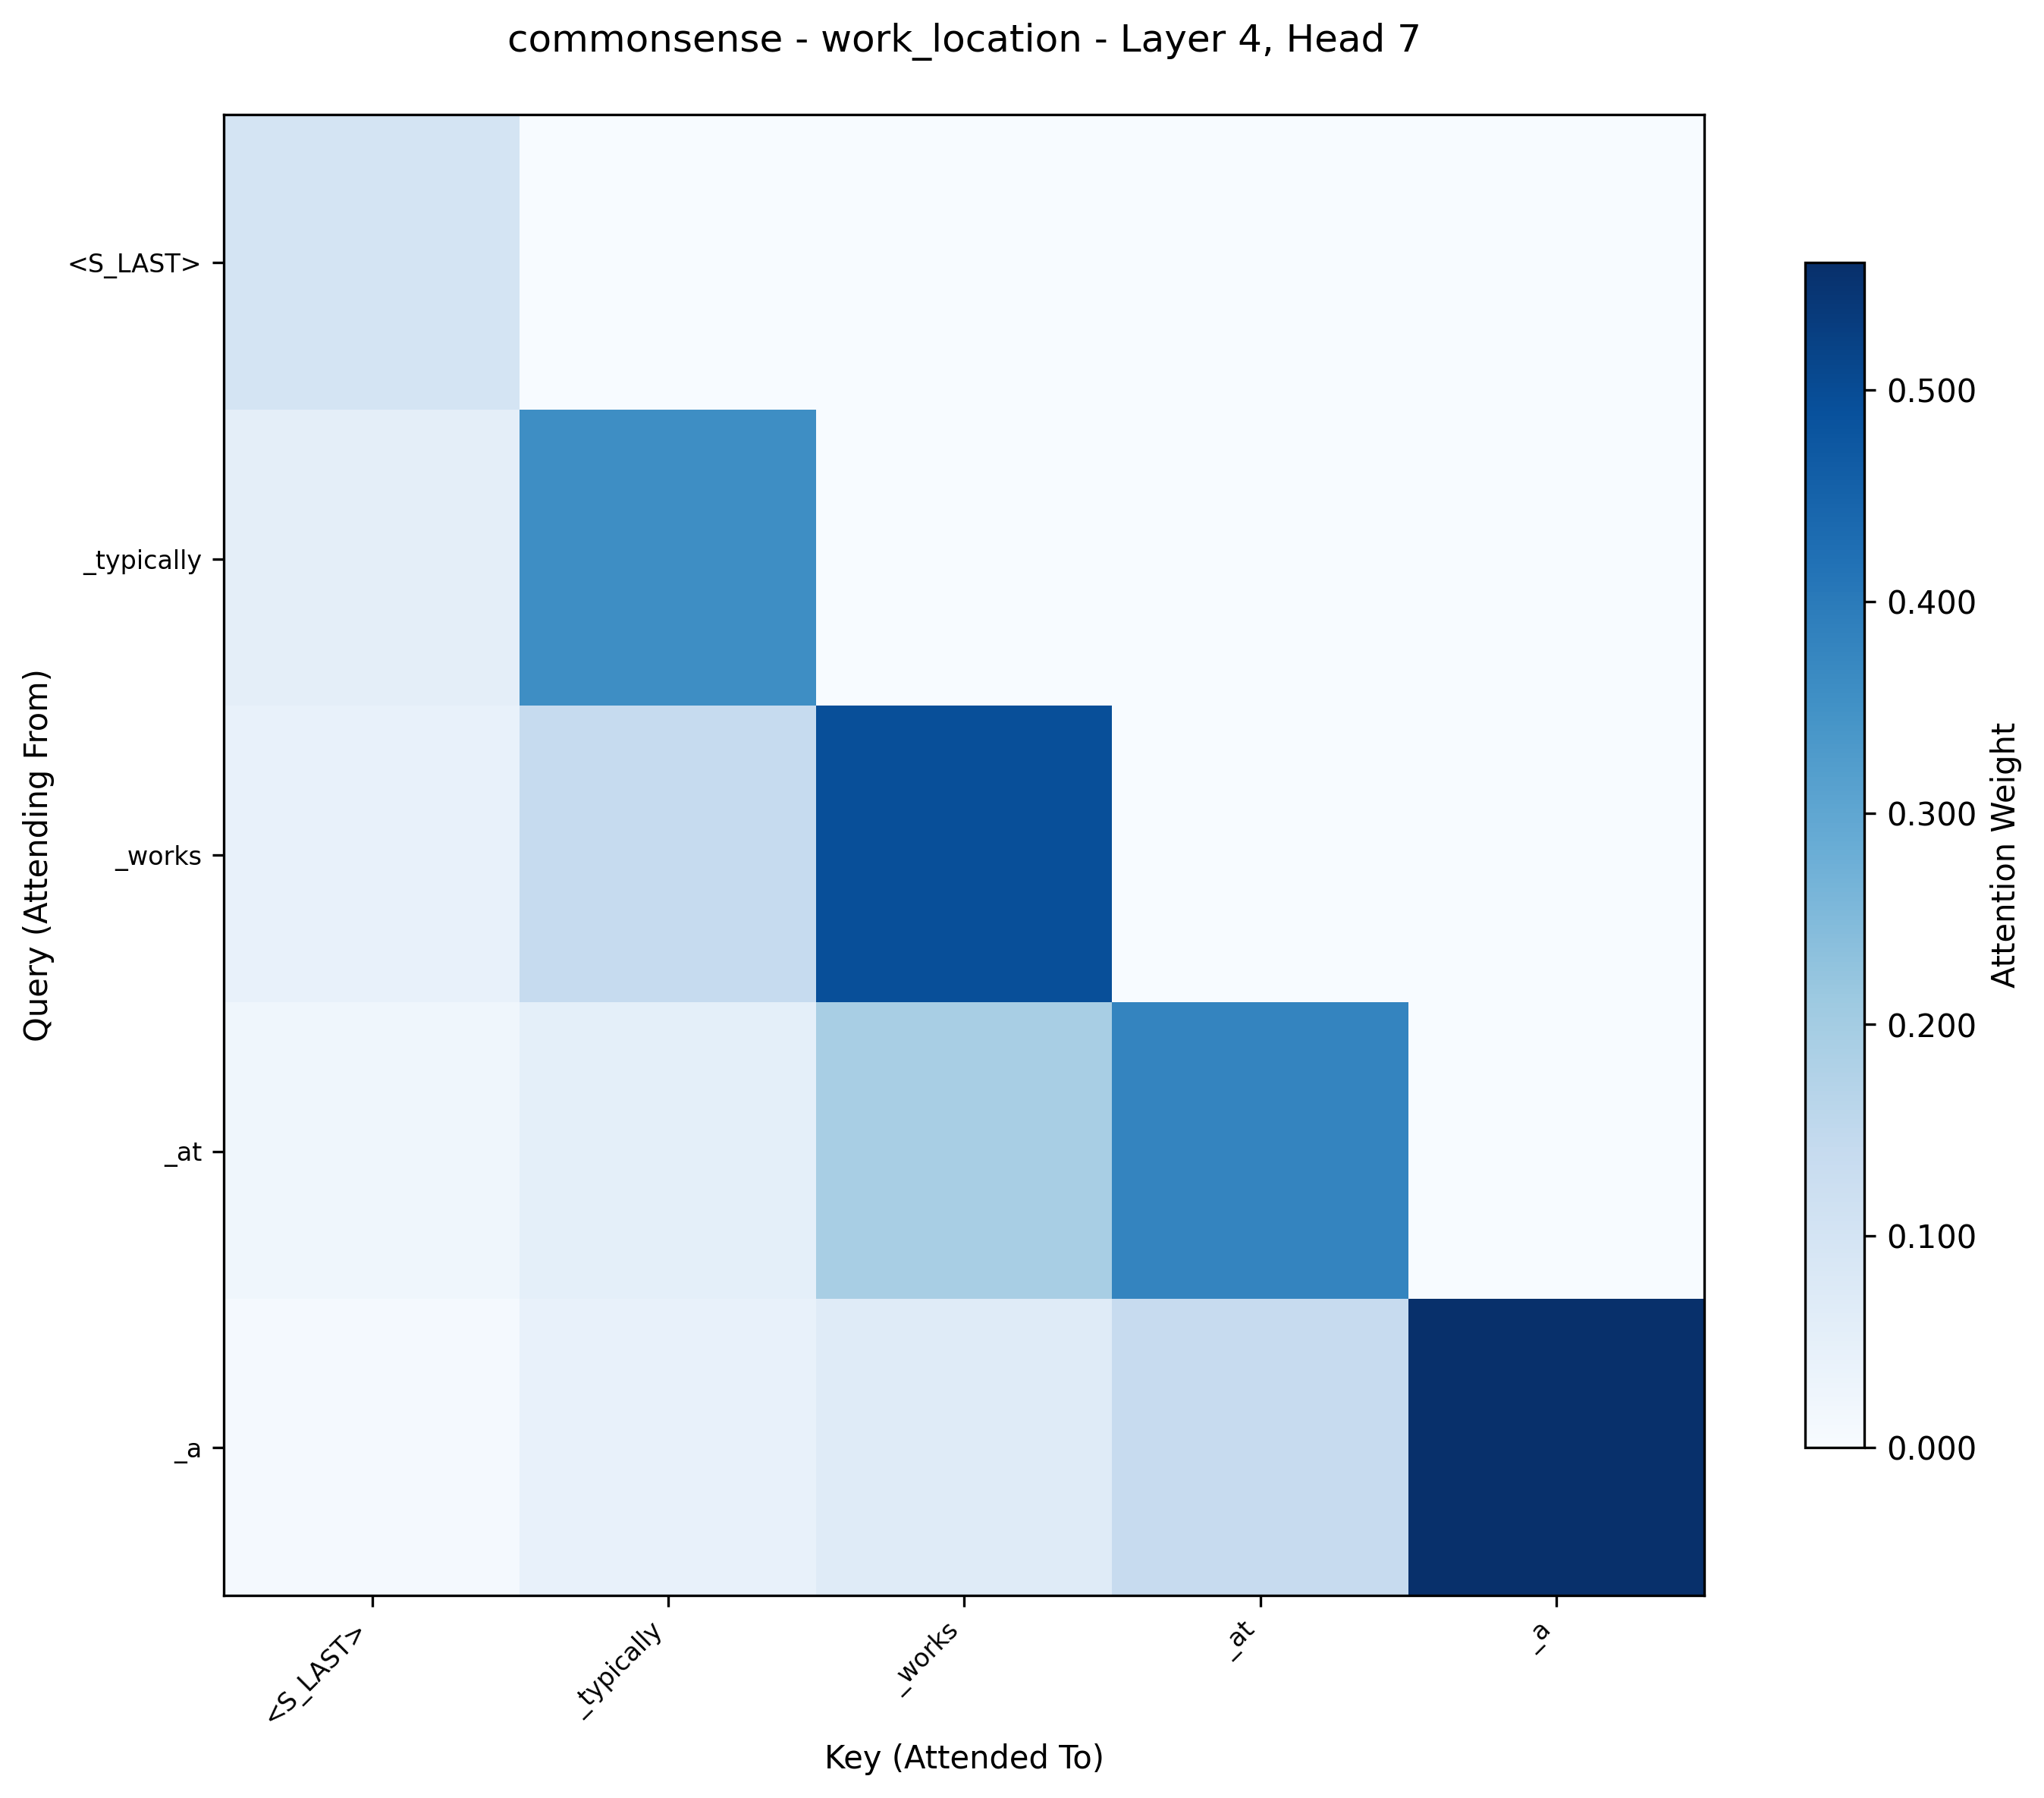 commonsense - work_location - Layer 4, Head 7
Query (Attending From)
<S_LAST>
_typically
_works
_at
_a
<S_LAST>
_typically
_works
_at
_a
Key (Attended To)
0.500
0.400
0.300
0.200
0.100
0.000
Attention Weight